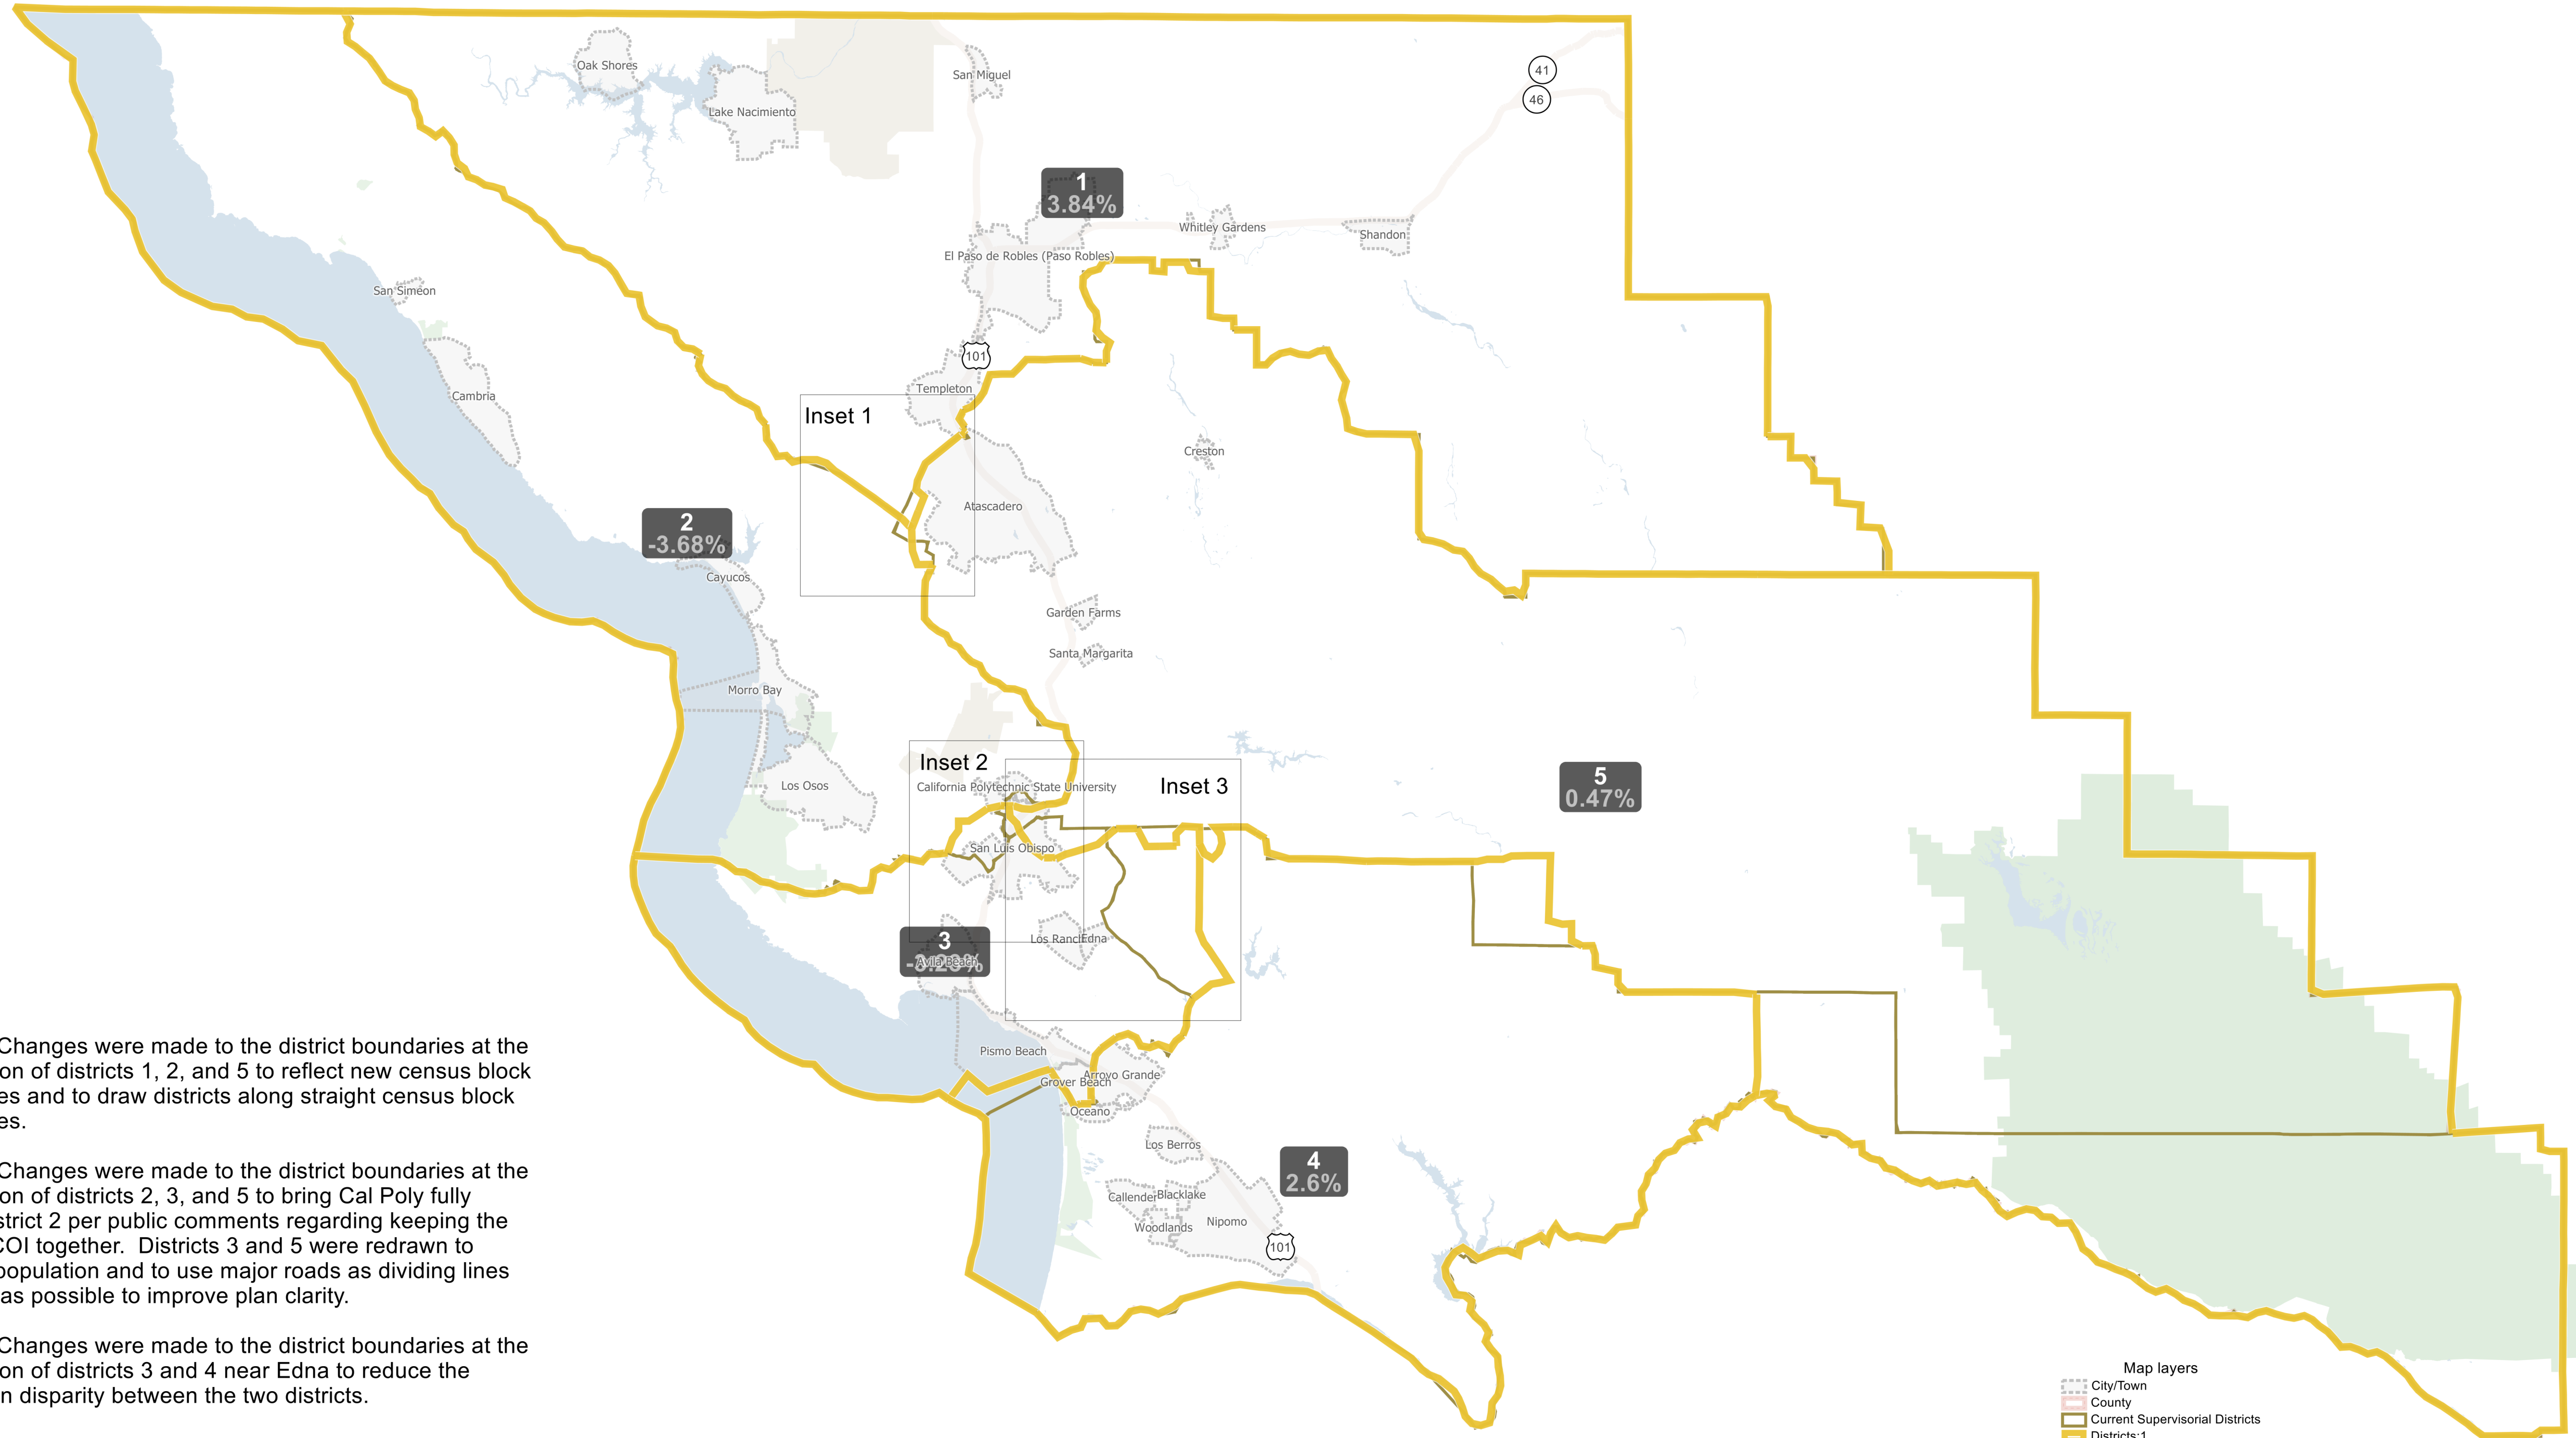 Oak Shores
San Miguel
41
Lake Nacimiento
46
1
3.84%
Whitley Gardens
Shandon
El Paso de Robles (Paso Robles)
San Simeon
101
Templeton
Cambria
Inset 1
Creston
Atascadero
2
-3.68%
Cayucos
Garden Farms
Santa Margarita
Morro Bay
Inset 2
Inset 3
5
0.47%
Los Osos
California Polytechnic State University
San Luis Obispo
Edna
3
Avila Beach
Pismo Beach
Arroyo Grande
Grover Beach
Oceano
Los Berros
4
2.6%
Callender
Blacklake
Woodlands
Nipomo
101
Changes were made to the district boundaries at the
on of districts 1, 2, and 5 to reflect new census block
es and to draw districts along straight census block
es.
Changes were made to the district boundaries at the
on of districts 2, 3, and 5 to bring Cal Poly fully
strict 2 per public comments regarding keeping the
COI together. Districts 3 and 5 were redrawn to
population and to use major roads as dividing lines
as possible to improve plan clarity.
Changes were made to the district boundaries at the
on of districts 3 and 4 near Edna to reduce the
n disparity between the two districts.
Map layers
City/Town
County
Current Supervisorial Districts
Districts:1